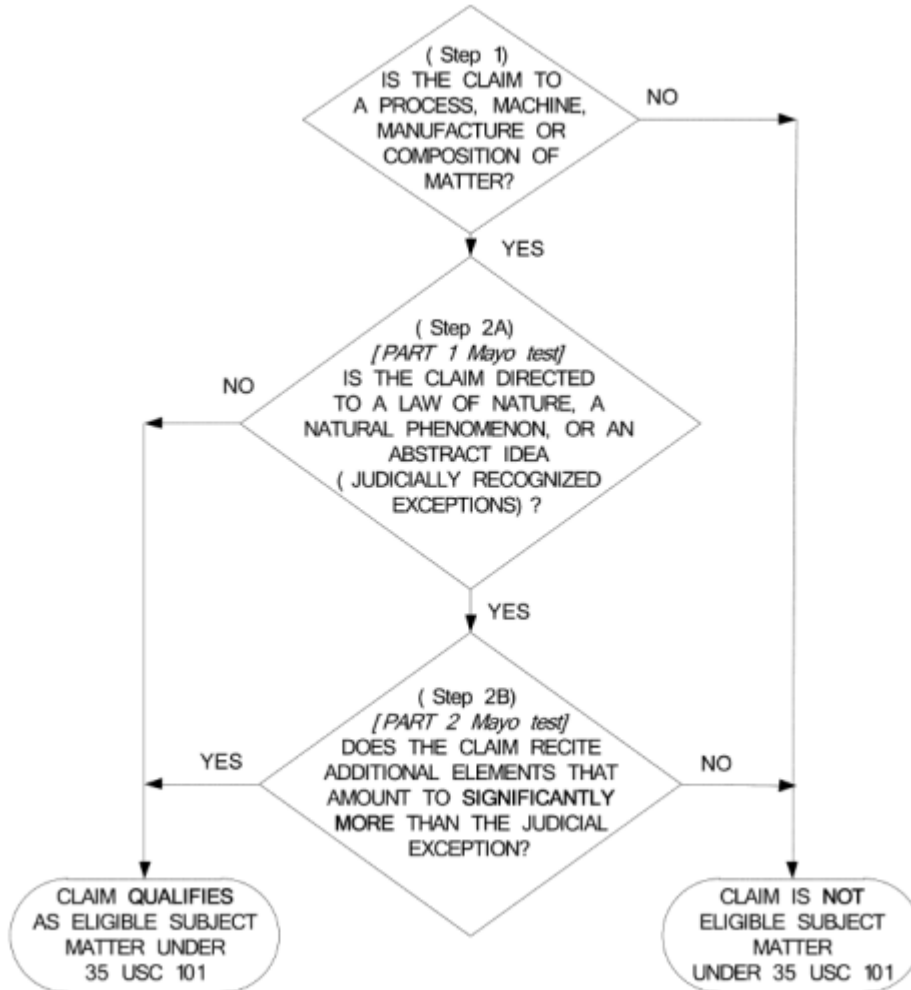 ( Step 1)
IS THE CLAIM TO
A PROCESS, MACHINE,
MANUFACTURE OR
COMPOSITION OF
MATTER?
NO
YES
( Step 2A)
[PART 1 Mayo test]
IS THE CLAIM DIRECTED
TO A LAW OF NATURE, A
NATURAL PHENOMENON, OR AN
ABSTRACT IDEA
( JUDICIALLY RECOGNIZED
EXCEPTIONS) ?
NO
YES
( Step 2B)
[PART 2 Mayo test]
DOES THE CLAIM RECITE
ADDITIONAL ELEMENTS THAT
AMOUNT TO SIGNIFICANTLY
MORE THAN THE JUDICIAL
EXCEPTION?
YES
NO
CLAIM QUALIFIES
AS ELIGIBLE SUBJECT
MATTER UNDER
35 USC 101
CLAIM IS NOT
ELIGIBLE SUBJECT
MATTER
UNDER 35 USC 101